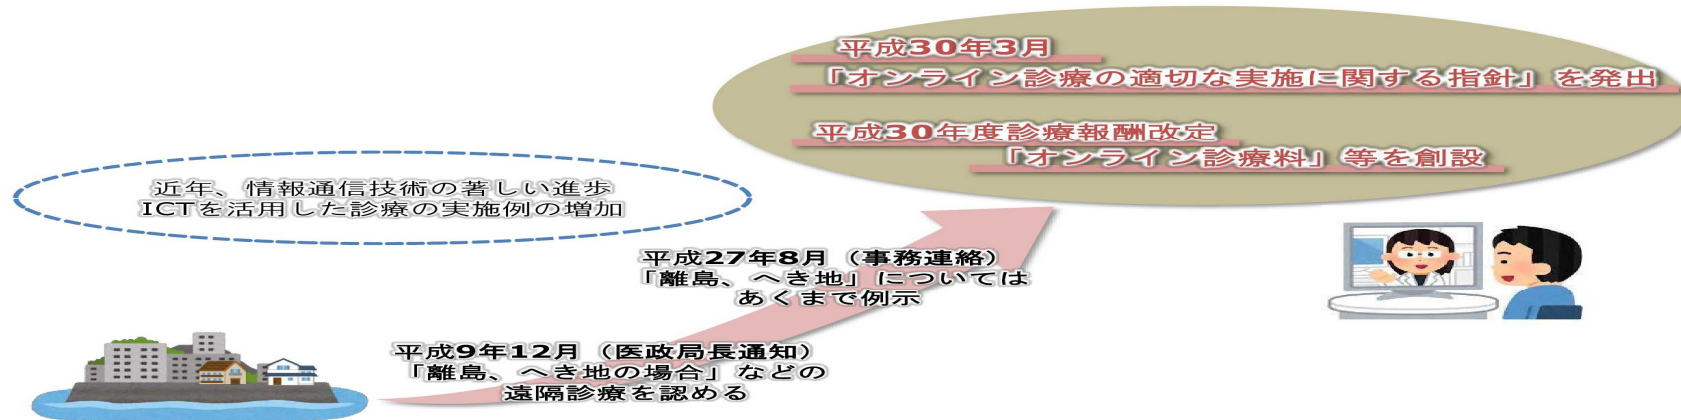 平成30年3月
「オンライン診療の適切な実施に関する指針」を発出
平成30年度診療報酬改定
「オンライン診療料」等を創設
近年、情報通信技術の著しい進歩
ICTを活用した診療の実施例の増加
平成27年8月（事務連絡）
「離島、へき地」については
あくまで例示
平成9年12月（医政局長通知）
「離島、へき地の場合」などの
遠隔診療を認める